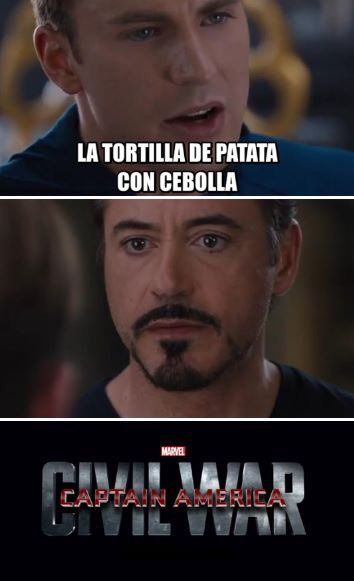 LA TORTILLA DE PATATA
CON CEBOLLA
MARVEL
CIVIL WAR
CAPTAIN AMERICA